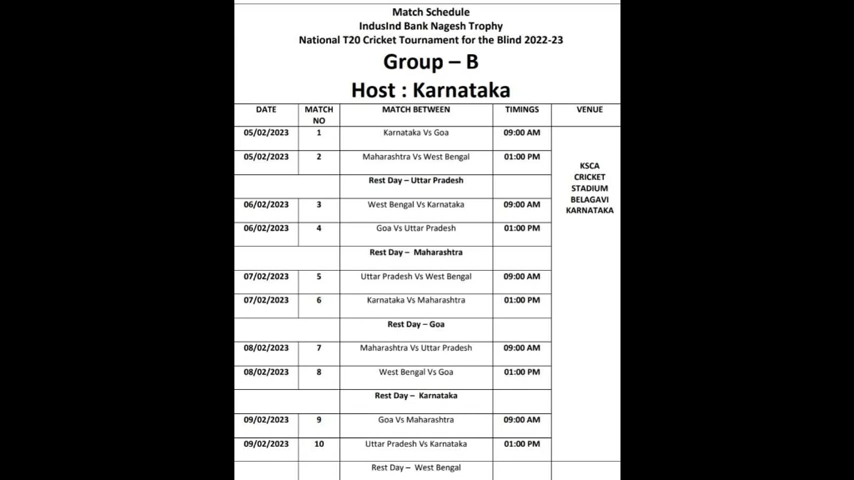 Match Schedule
IndusInd Bank Nagesh Trophy
National T20 Cricket Tournament for the Blind 2022-23
Group – B
Host : Karnataka
DATE MATCH NO MATCH BETWEEN TIMINGS VENUE
05/02/2023 1 Karnataka Vs Goa 09:00 AM
05/02/2023 2 Maharashtra Vs West Bengal 01:00 PM
KSCA
CRICKET
STADIUM
BELAGAVI
KARNATAKA
Rest Day – Uttar Pradesh
06/02/2023 3 West Bengal Vs Karnataka 09:00 AM
06/02/2023 4 Goa Vs Uttar Pradesh 01:00 PM
Rest Day – Maharashtra
07/02/2023 5 Uttar Pradesh Vs West Bengal 09:00 AM
07/02/2023 6 Karnataka Vs Maharashtra 01:00 PM
Rest Day – Goa
08/02/2023 7 Maharashtra Vs Uttar Pradesh 09:00 AM
08/02/2023 8 West Bengal Vs Goa 01:00 PM
Rest Day – Karnataka
09/02/2023 9 Goa Vs Maharashtra 09:00 AM
09/02/2023 10 Uttar Pradesh Vs Karnataka 01:00 PM
Rest Day – West Bengal